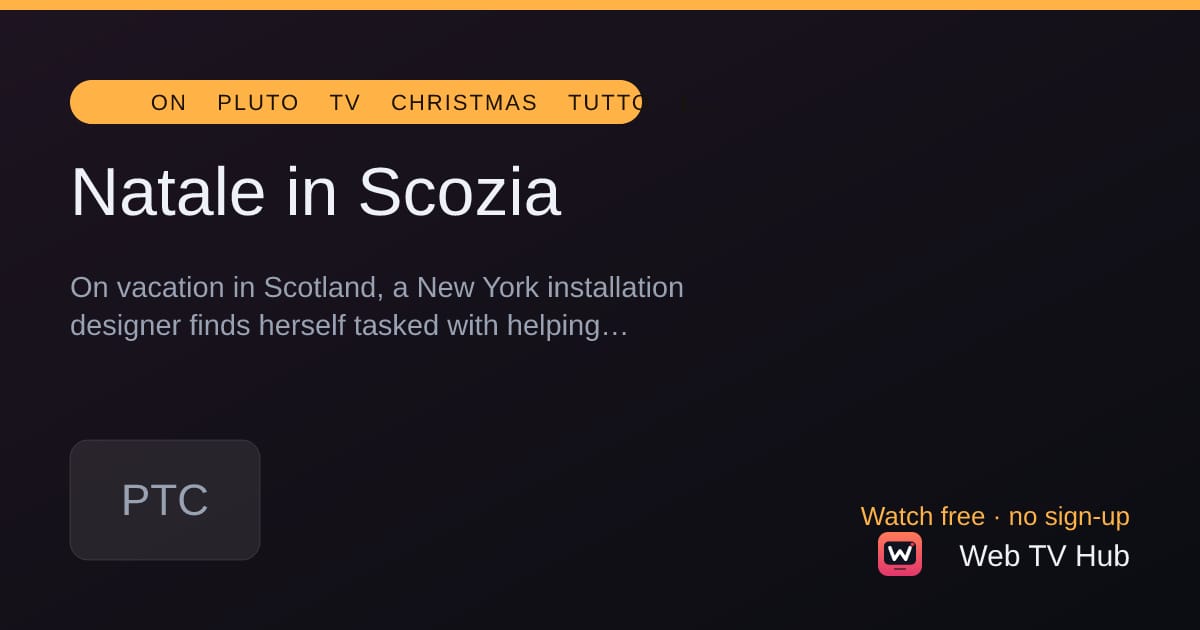 ON PLUTO TV CHRISTMAS TUTTO
Natale in Scozia
On vacation in Scotland, a New York installation
designer finds herself tasked with helping…
PTC
Watch free · no sign-up
W
Web TV Hub